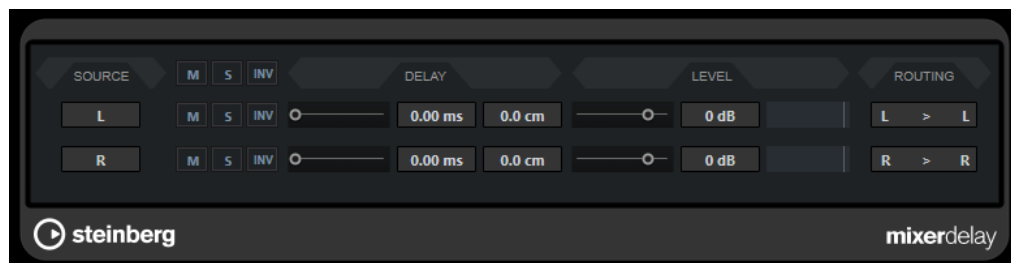 SOURCE M S INV DELAY LEVEL ROUTING
L M S INV 0.00 ms 0.0 cm 0 dB L > L
R M S INV 0.00 ms 0.0 cm 0 dB R > R
steinberg mixerdelay